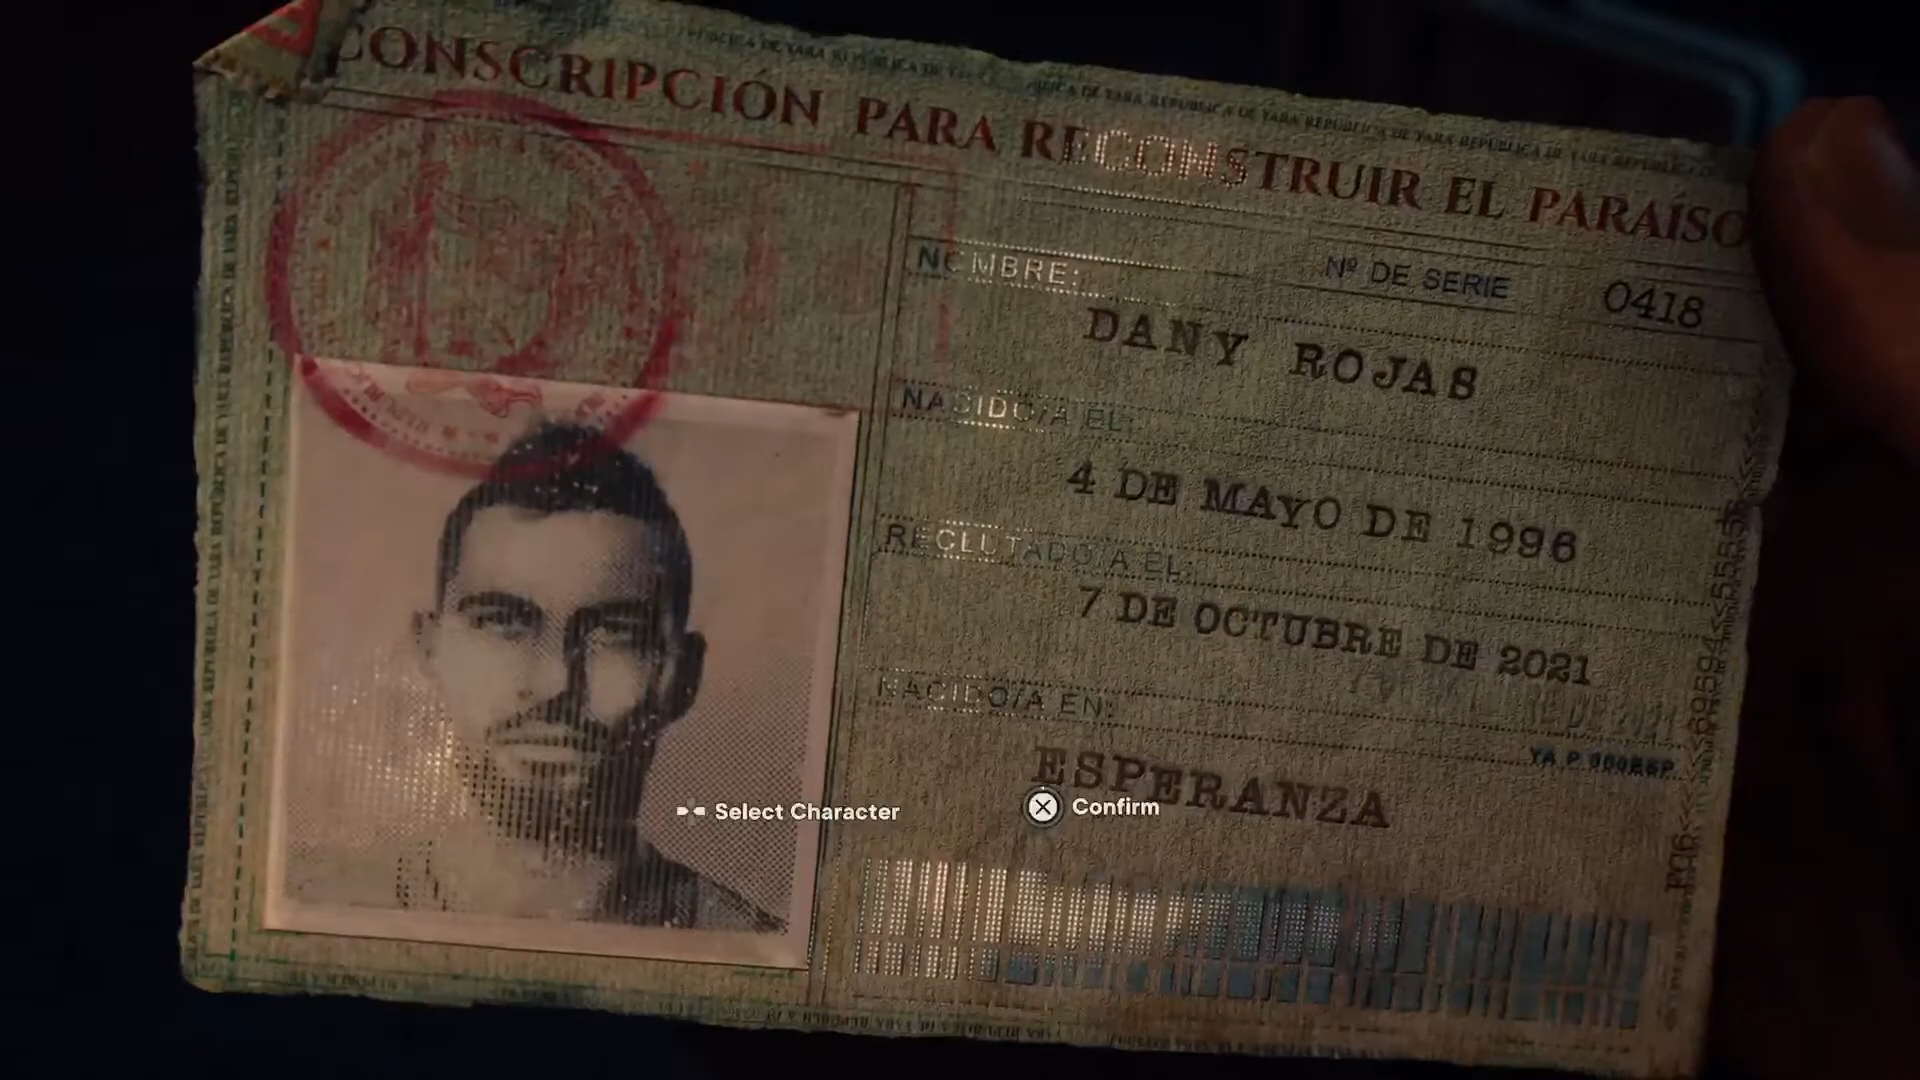 CONSCRIPCIÓN PARA RECONSTRUIR EL PARAÍSO
NOMBRE:
Nº DE SERIE
0418
DANY ROJAS
NACIDO/A EL:
4 DE MAYO DE 1996
RECLUTADO/A EL:
7 DE OCTUBRE DE 2021
NACIDO/A EN:
ESPERANZA
Select Character
Confirm